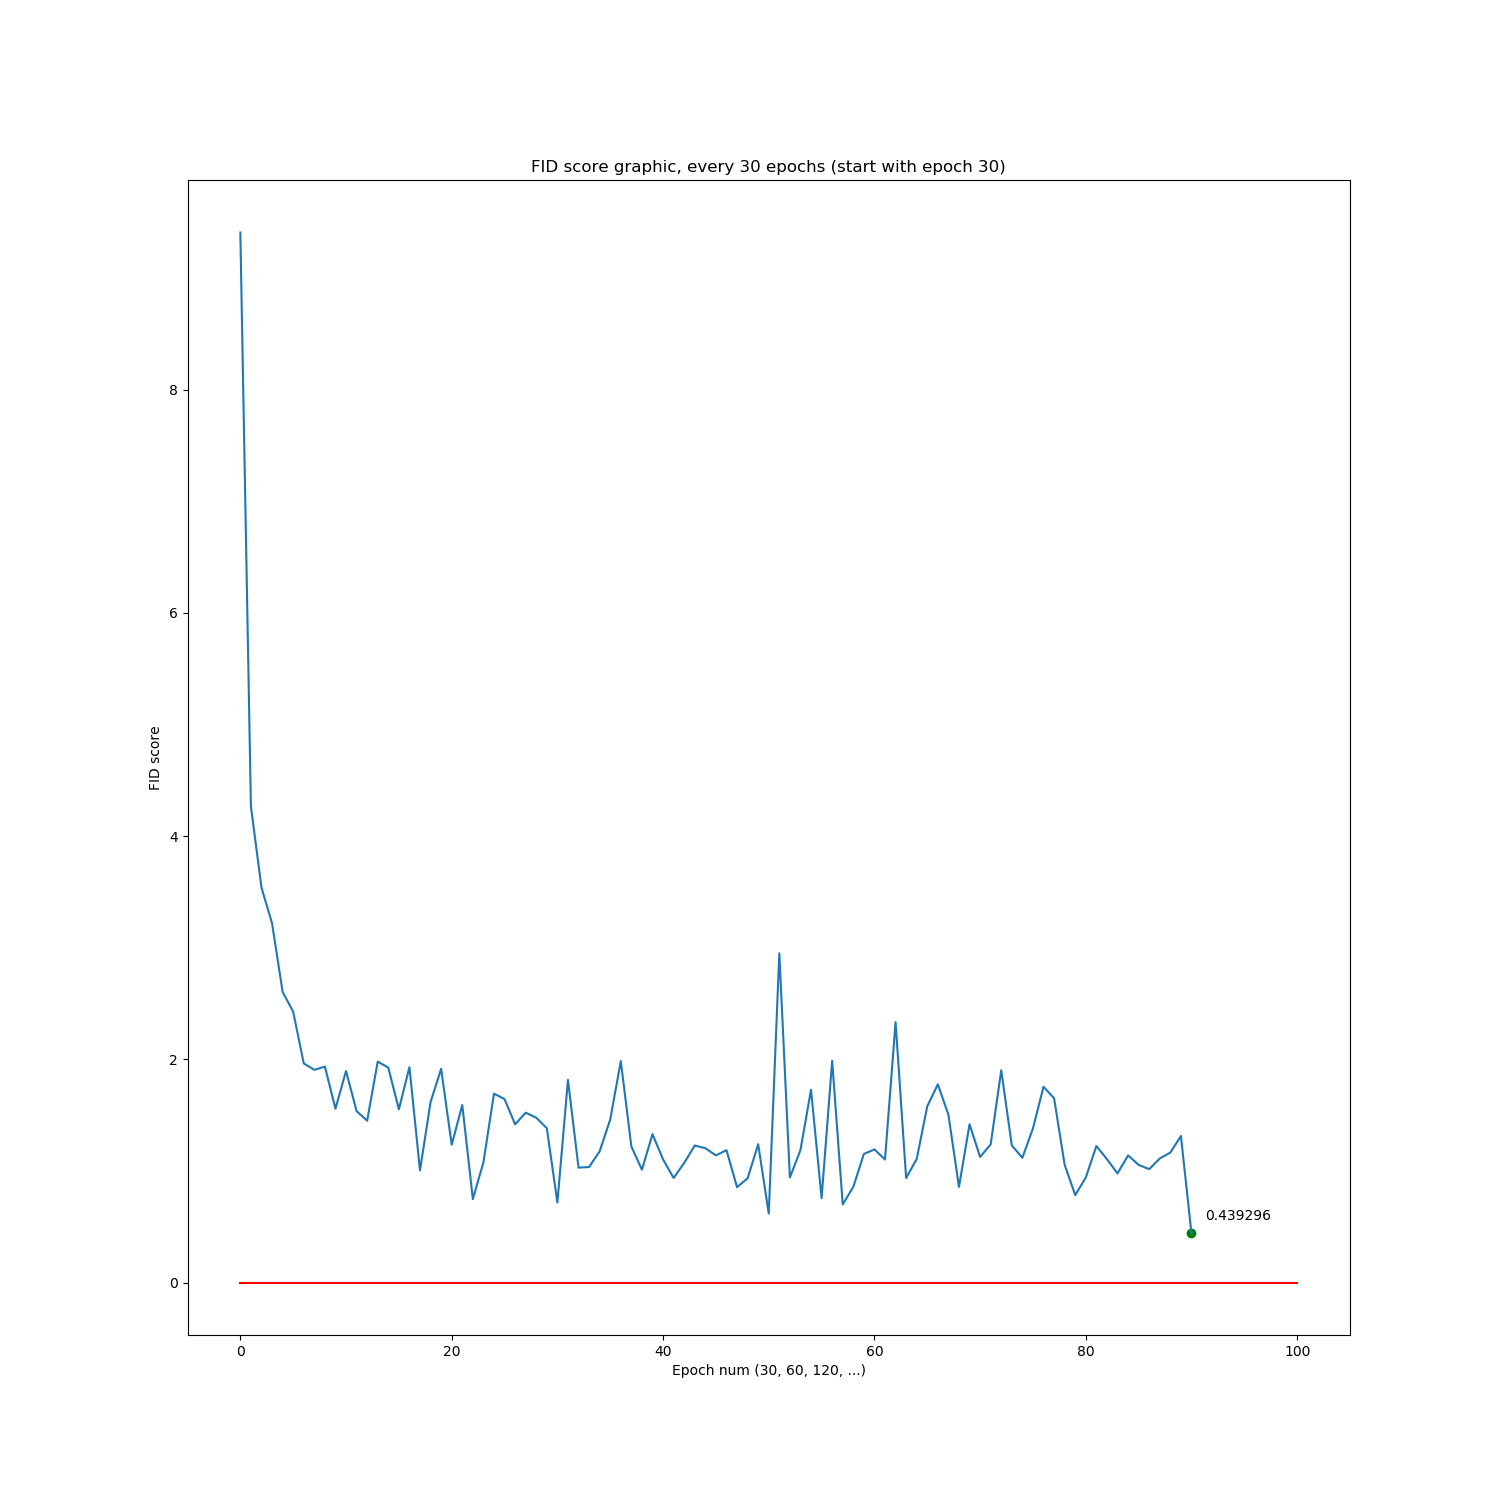 FID score graphic, every 30 epochs (start with epoch 30)
FID score
8
6
4
2
0
0.439296
0 20 40 60 80 100
Epoch num (30, 60, 120, ...)